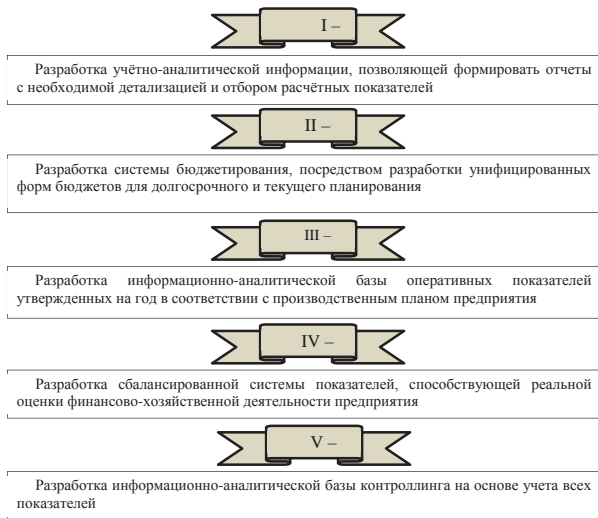 I –
Разработка учётно-аналитической информации, позволяющей формировать отчеты
с необходимой детализацией и отбором расчётных показателей
II –
Разработка системы бюджетирования, посредством разработки унифицированных
форм бюджетов для долгосрочного и текущего планирования
III –
Разработка информационно-аналитической базы оперативных показателей
утвержденных на год в соответствии с производственным планом предприятия
IV –
Разработка сбалансированной системы показателей, способствующей реальной
оценки финансово-хозяйственной деятельности предприятия
V –
Разработка информационно-аналитической базы контроллинга на основе учета всех
показателей